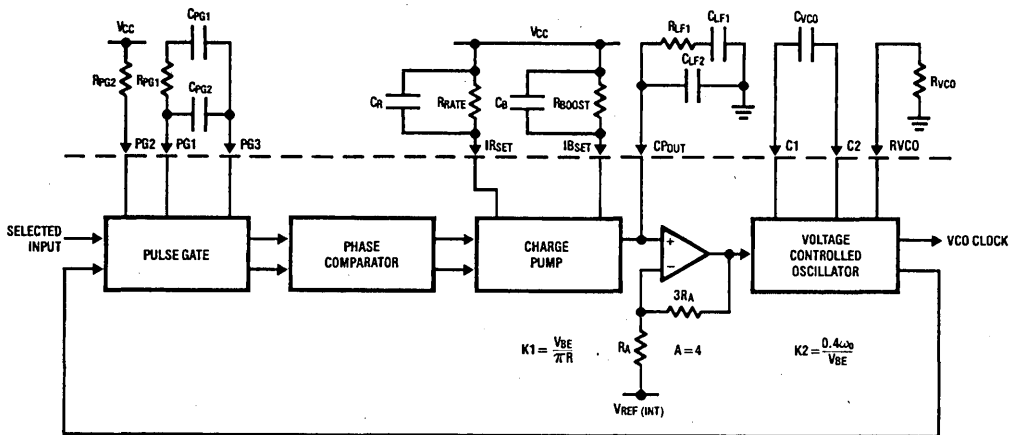 CPG1
VCC
RPG2
RPG1
CPG2
PG2
PG1
PG3
VCC
CR
RRATE
CB
RBOOST
IRSET
IBSET
RLF1
CLF1
CLF2
CPOUT
CVCO
C1
C2
RVCO
RVCO
SELECTED
INPUT
PULSE GATE
PHASE
COMPARATOR
CHARGE
PUMP
+
−
3RA
RA
A = 4
VREF (INT)
K1 = VBE / πR
K2 = 0.4ω0 / VBE
VOLTAGE
CONTROLLED
OSCILLATOR
VCO CLOCK